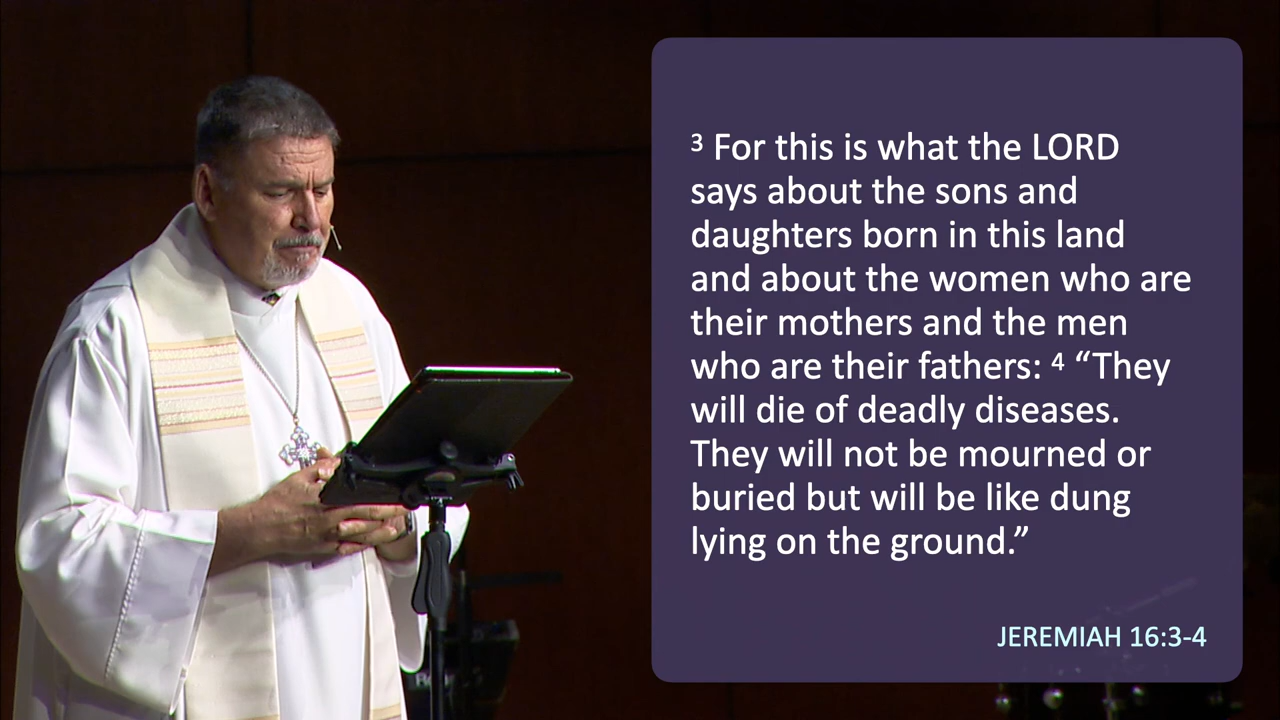 ³ For this is what the LORD
says about the sons and
daughters born in this land
and about the women who are
their mothers and the men
who are their fathers: ⁴ “They
will die of deadly diseases.
They will not be mourned or
buried but will be like dung
lying on the ground.”
JEREMIAH 16:3-4